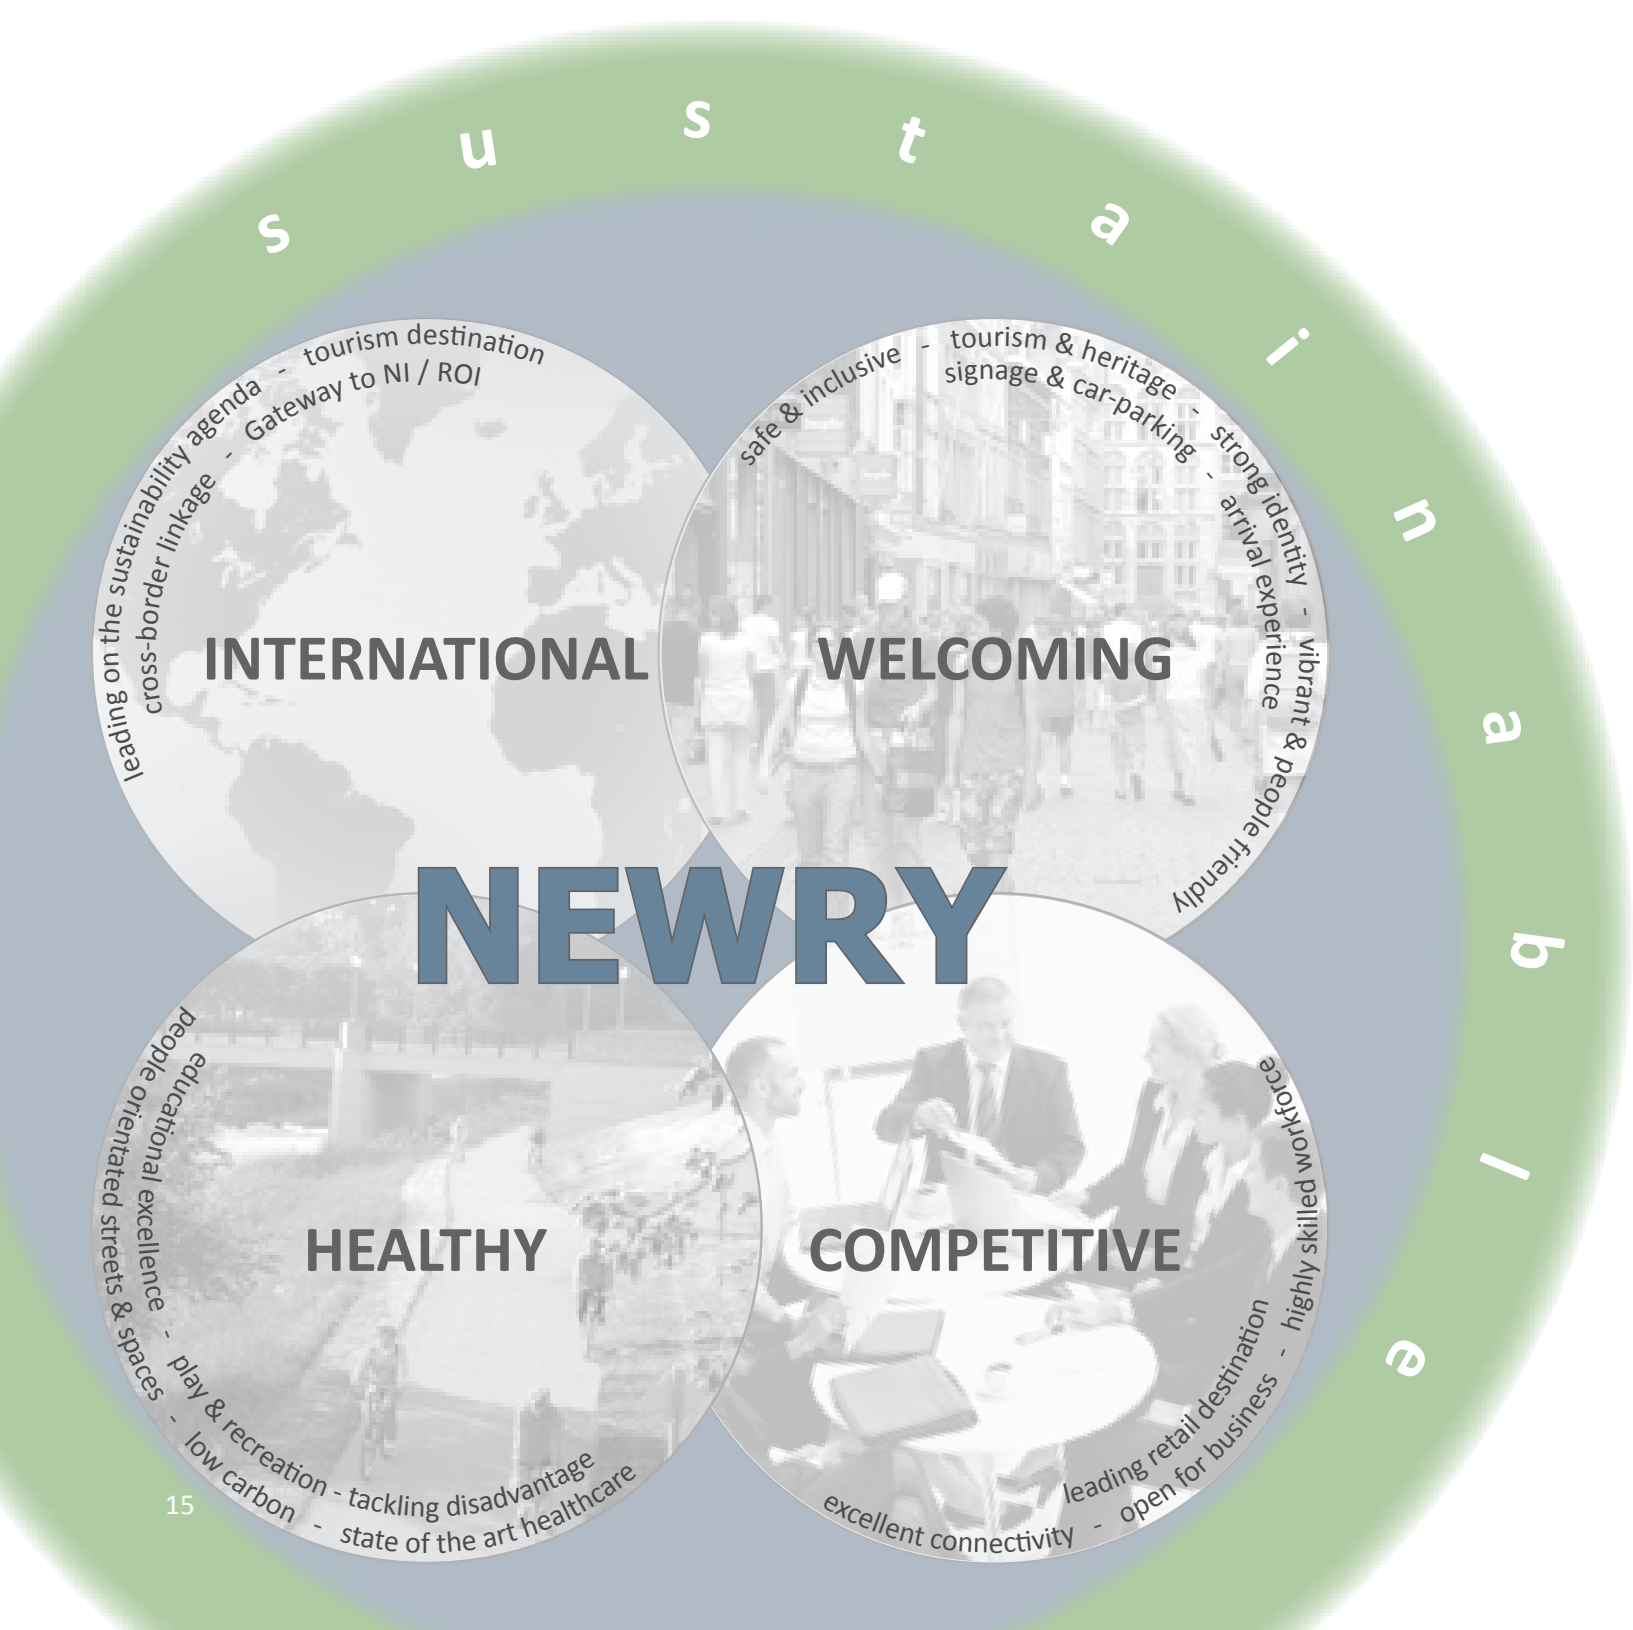 sustainable
leading on the sustainability agenda - tourism destination
cross-border linkage - Gateway to NI / ROI
INTERNATIONAL
safe & inclusive - tourism & heritage - strong identity - vibrant & people friendly
signage & car-parking - arrival experience
WELCOMING
NEWRY
people orientated streets & spaces - low carbon - state of the art healthcare
educational excellence - play & recreation - tackling disadvantage
HEALTHY
COMPETITIVE
leading retail destination
excellent connectivity - open for business - highly skilled workforce
15